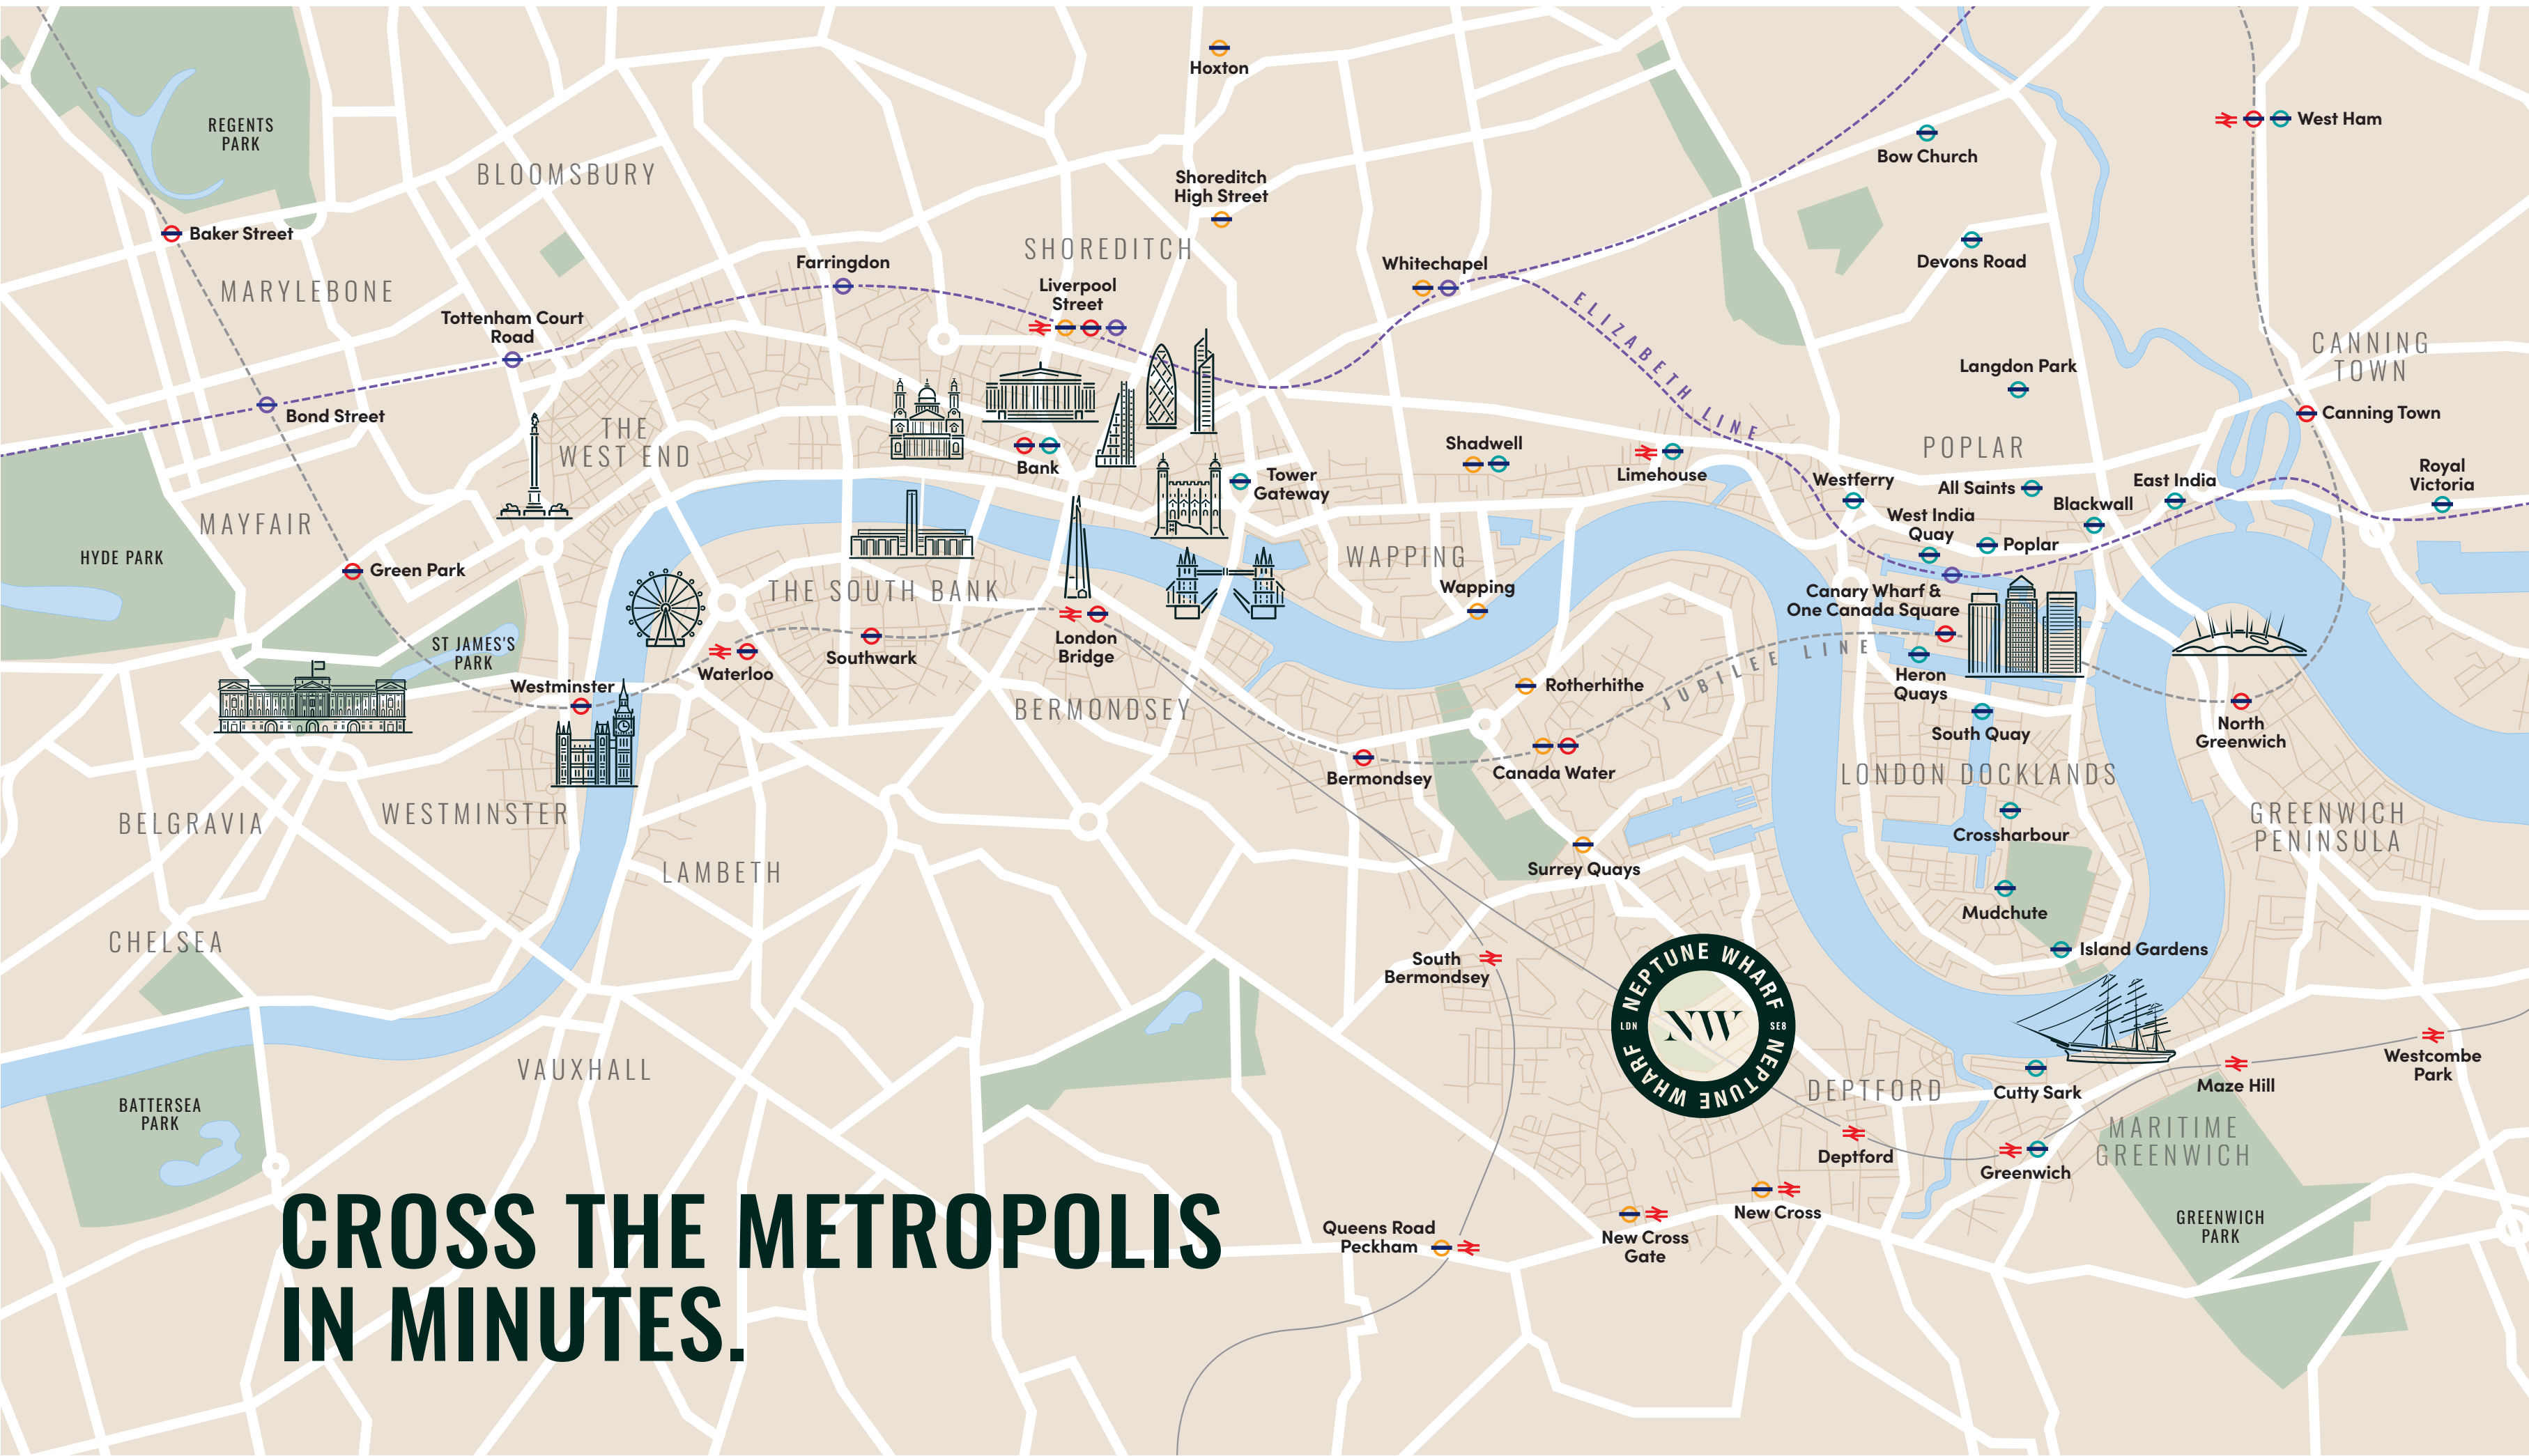 Hoxton
West Ham
REGENTS
PARK
Bow Church
BLOOMSBURY
Shoreditch
High Street
Baker Street
SHOREDITCH
Devons Road
Farringdon
Whitechapel
MARYLEBONE
Liverpool
Street
Tottenham Court
Road
ELIZABETH LINE
CANNING
TOWN
Langdon Park
Bond Street
Canning Town
THE
WEST END
Shadwell
POPLAR
Bank
Tower
Gateway
Limehouse
Westferry
All Saints
East India
Royal
Victoria
Blackwall
MAYFAIR
West India
Quay
Poplar
HYDE PARK
Green Park
WAPPING
Wapping
THE SOUTH BANK
Canary Wharf &
One Canada Square
ST JAMES'S
PARK
London
Bridge
Southwark
Waterloo
JUBILEE LINE
Heron
Quays
Westminster
Rotherhithe
BERMONDSEY
South Quay
North
Greenwich
Bermondsey
Canada Water
LONDON DOCKLANDS
BELGRAVIA
WESTMINSTER
GREENWICH
PENINSULA
Crossharbour
LAMBETH
Surrey Quays
Mudchute
CHELSEA
Island Gardens
South
Bermondsey
NEPTUNE WHARF
LDN
NW
SE8
NEPTUNE WHARF
VAUXHALL
DEPTFORD
Cutty Sark
Maze Hill
Westcombe
Park
BATTERSEA
PARK
MARITIME
GREENWICH
Deptford
Greenwich
New Cross
GREENWICH
PARK
Queens Road
Peckham
New Cross
Gate
CROSS THE METROPOLIS
IN MINUTES.